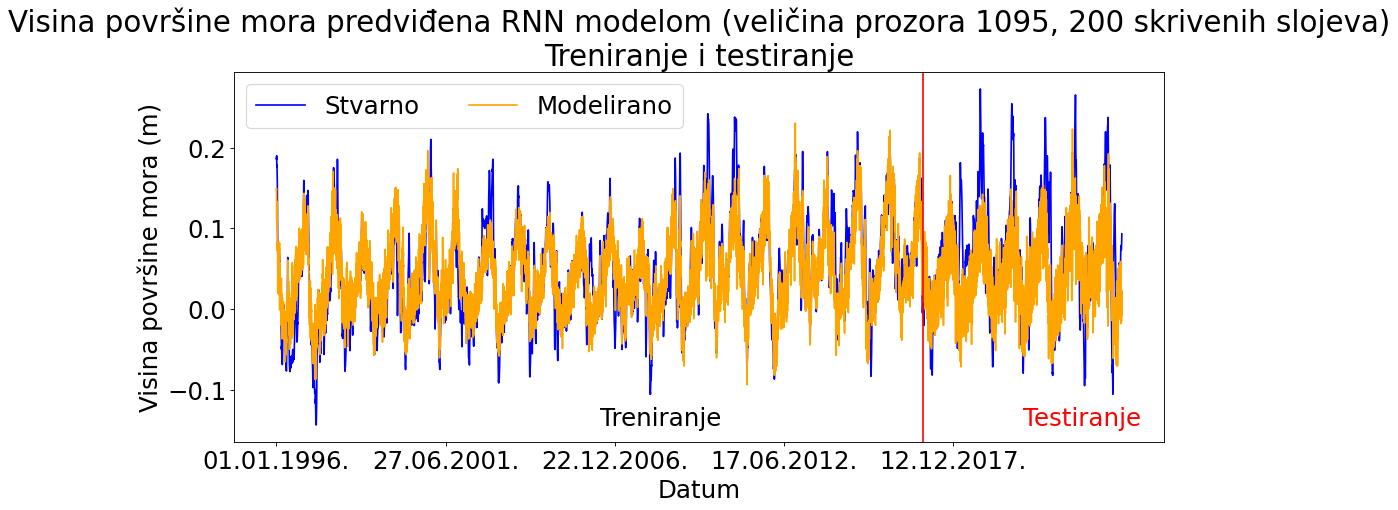 Visina površine mora predviđena RNN modelom (veličina prozora 1095, 200 skrivenih slojeva)
Treniranje i testiranje
Stvarno
Modelirano
Visina površine mora (m)
0.2
0.1
0.0
−0.1
Treniranje
Testiranje
01.01.1996.
27.06.2001.
22.12.2006.
17.06.2012.
12.12.2017.
Datum